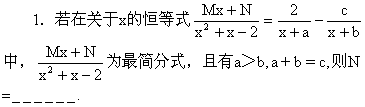 1. 若在关于x的恒等式 (Mx+N)/(x²+x-2) = 2/(x+a) - c/(x+b)
中, (Mx+N)/(x²+x-2) 为最简分式，且有a＞b,a＋b＝c,则N
=______.